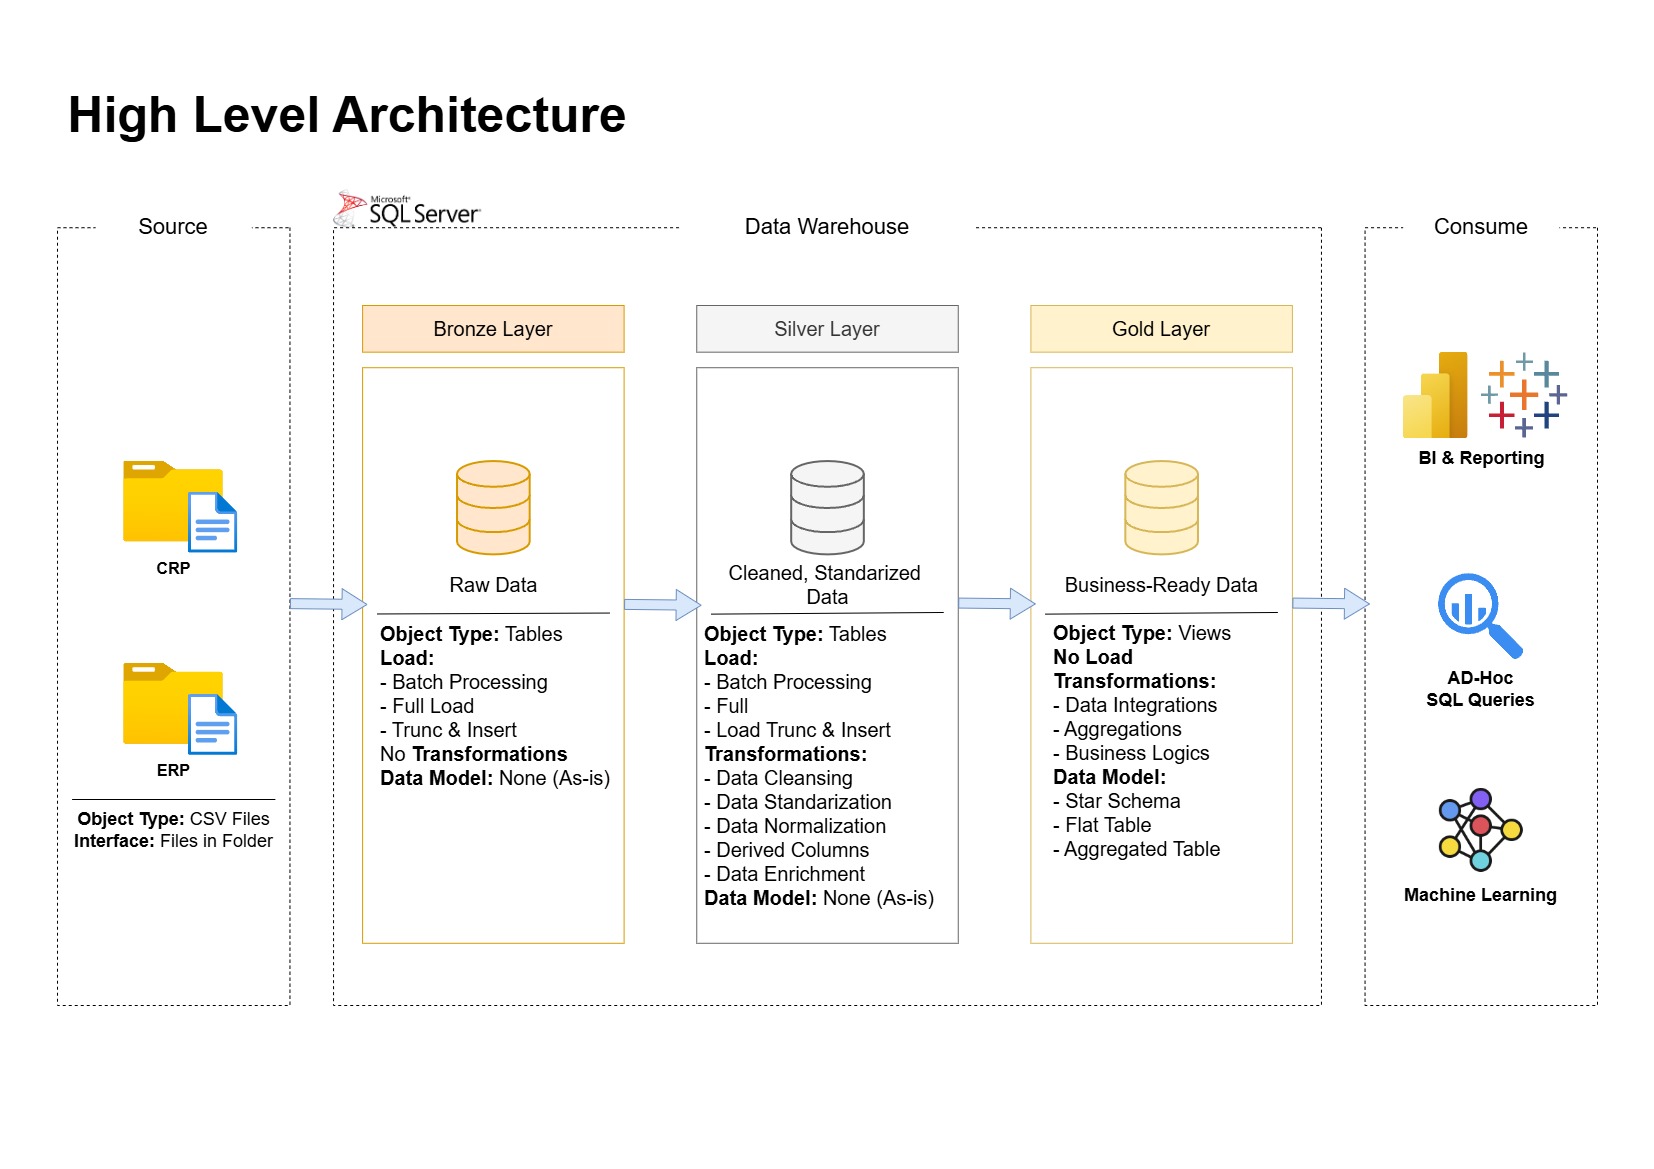 High Level Architecture
Source
Microsoft
SQL Server
Data Warehouse
Consume
CRP
ERP
Object Type: CSV Files
Interface: Files in Folder
Bronze Layer
Raw Data
Object Type: Tables
Load:
- Batch Processing
- Full Load
- Trunc & Insert
No Transformations
Data Model: None (As-is)
Silver Layer
Cleaned, Standarized
Data
Object Type: Tables
Load:
- Batch Processing
- Full
- Load Trunc & Insert
Transformations:
- Data Cleansing
- Data Standarization
- Data Normalization
- Derived Columns
- Data Enrichment
Data Model: None (As-is)
Gold Layer
Business-Ready Data
Object Type: Views
No Load
Transformations:
- Data Integrations
- Aggregations
- Business Logics
Data Model:
- Star Schema
- Flat Table
- Aggregated Table
BI & Reporting
AD-Hoc
SQL Queries
Machine Learning